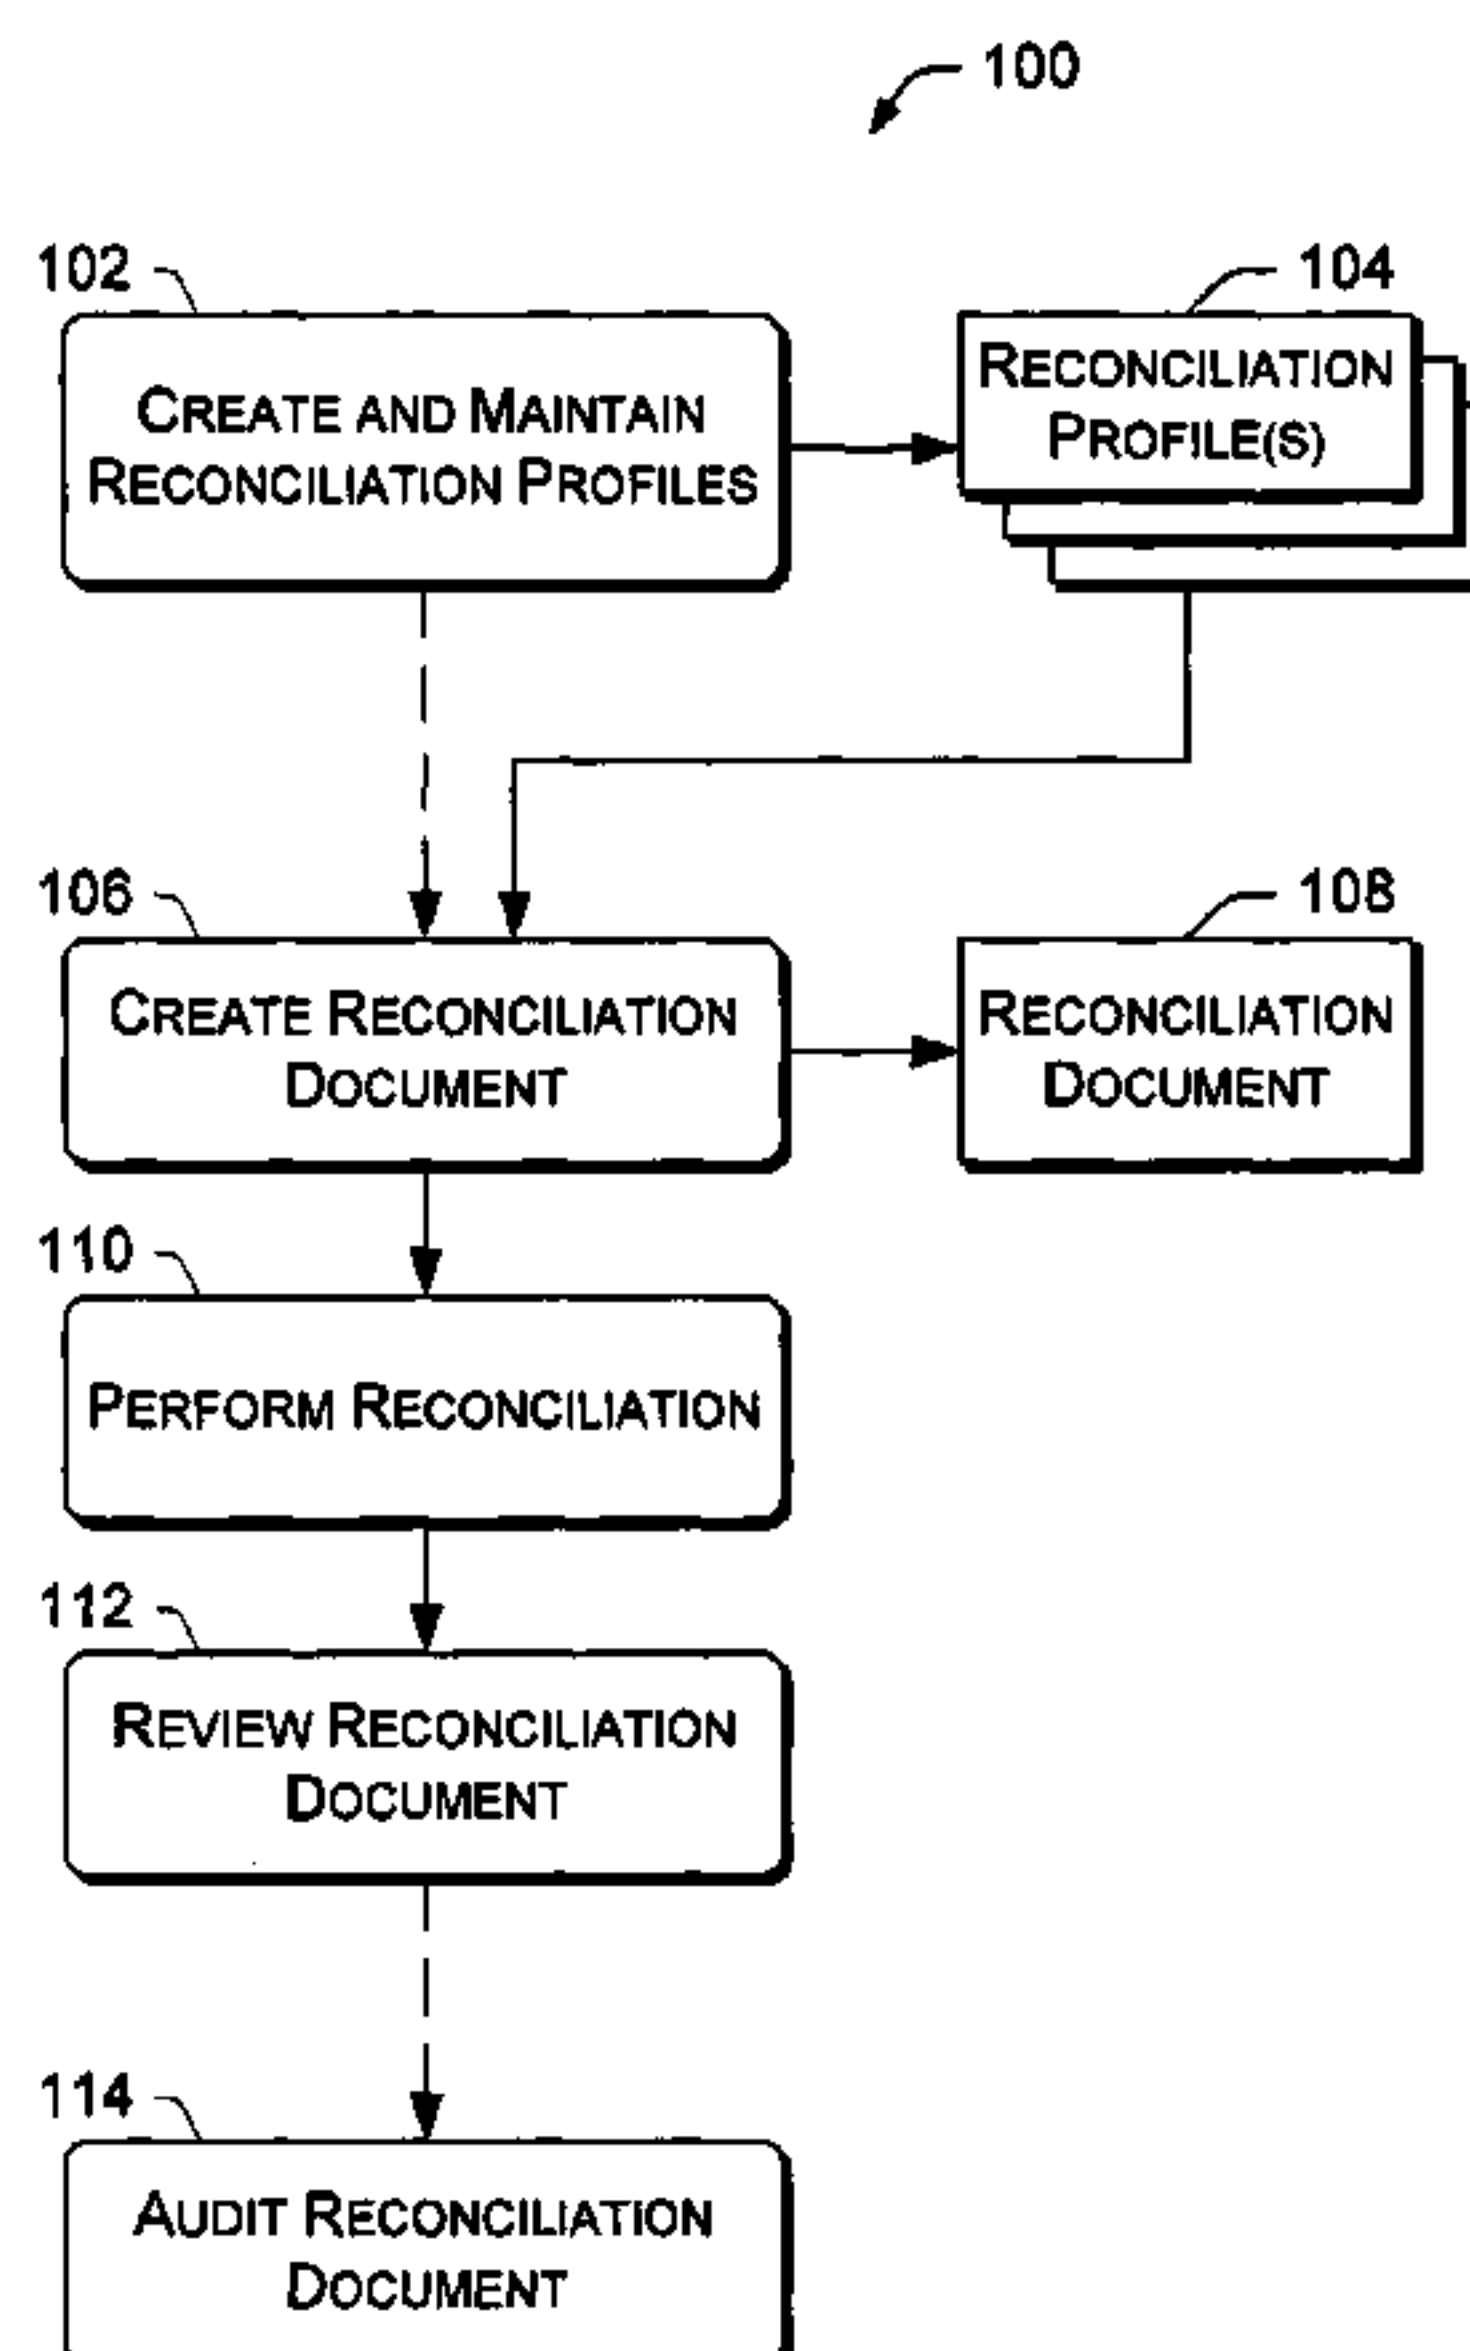 100
102
104
CREATE AND MAINTAIN
RECONCILIATION PROFILES
RECONCILIATION
PROFILE(S)
106
108
CREATE RECONCILIATION
DOCUMENT
RECONCILIATION
DOCUMENT
110
PERFORM RECONCILIATION
112
REVIEW RECONCILIATION
DOCUMENT
114
AUDIT RECONCILIATION
DOCUMENT